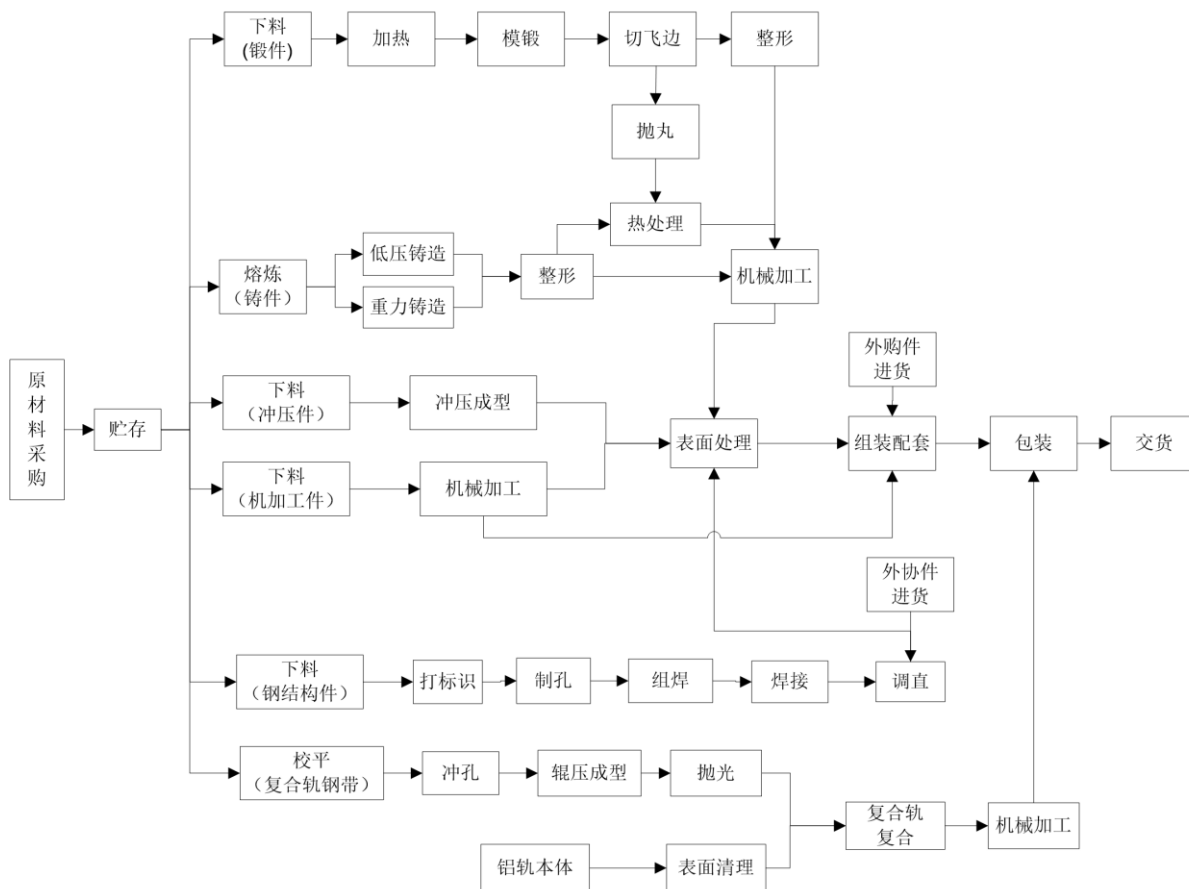 下料
(锻件)
加热
模锻
切飞边
整形
抛丸
热处理
熔炼
（铸件）
低压铸造
重力铸造
整形
机械加工
原
材
料
采
购
贮存
下料
（冲压件）
冲压成型
外购件
进货
表面处理
组装配套
包装
交货
下料
（机加工件）
机械加工
外协件
进货
下料
（钢结构件）
打标识
制孔
组焊
焊接
调直
校平
（复合轨钢带）
冲孔
辊压成型
抛光
复合轨
复合
机械加工
铝轨本体
表面清理